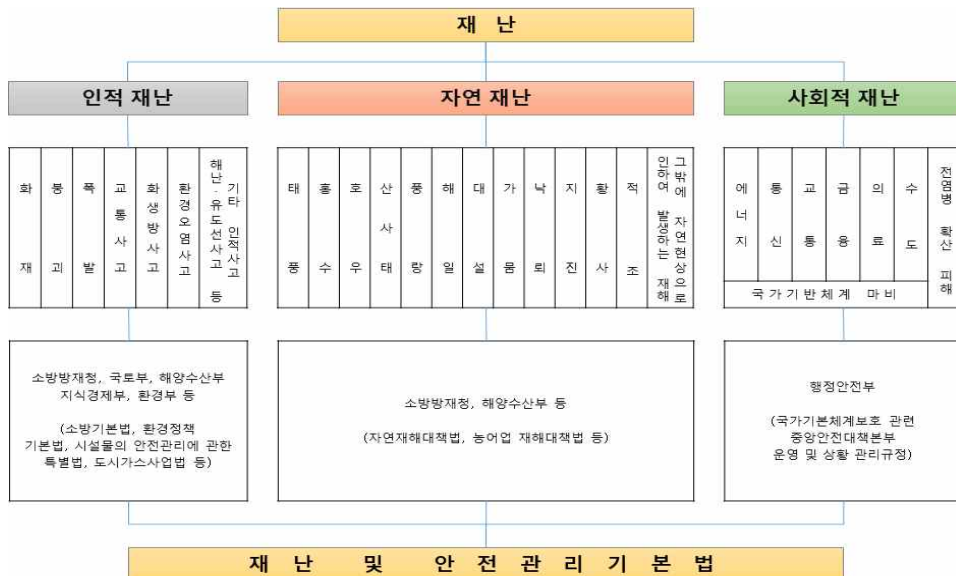 재 난
인적 재난
자연 재난
사회적 재난
화재
붕괴
폭발
교통사고
화생방사고
환경오염사고
해난·유도선사고 등
기타 인적사고
태풍
홍수
호우
산사태
풍랑
해일
대설
가뭄
낙뢰
지진
황사
적조
그밖에 자연현상으로
인하여 발생하는 재해
에너지
통신
교통
금융
의료
수도
국가기반체계 마비
전염병 확산 피해
소방방재청, 국토부, 해양수산부
지식경제부, 환경부 등
(소방기본법, 환경정책
기본법, 시설물의 안전관리에 관한
특별법, 도시가스사업법 등)
소방방재청, 해양수산부 등
(자연재해대책법, 농어업 재해대책법 등)
행정안전부
(국가기본체계보호 관련
중앙안전대책본부
운영 및 상황 관리규정)
재 난 및 안 전 관 리 기 본 법